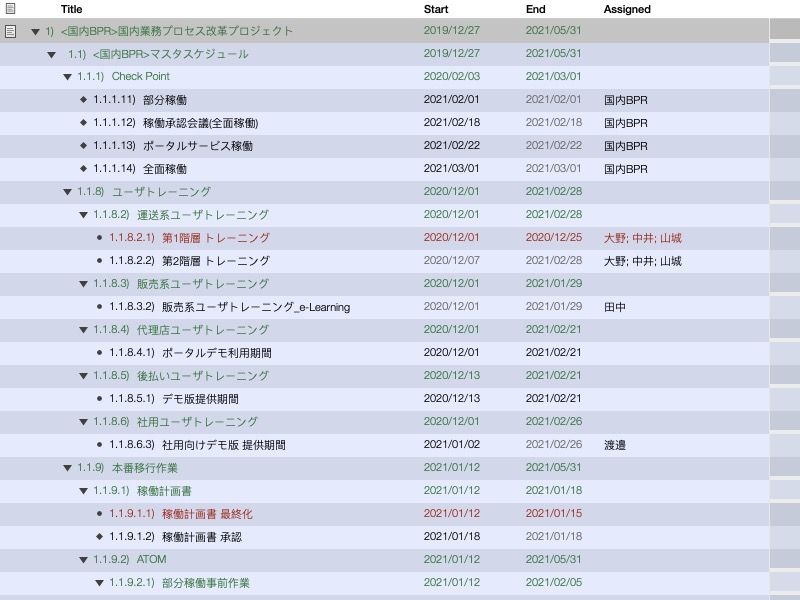 Title Start End Assigned
1) <国内BPR>国内業務プロセス改革プロジェクト 2019/12/27 2021/05/31
1.1) <国内BPR>マスタスケジュール 2019/12/27 2021/05/31
1.1.1) Check Point 2020/02/03 2021/03/01
1.1.1.11) 部分稼働 2021/02/01 2021/02/01 国内BPR
1.1.1.12) 稼働承認会議(全面稼働) 2021/02/18 2021/02/18 国内BPR
1.1.1.13) ポータルサービス稼働 2021/02/22 2021/02/22 国内BPR
1.1.1.14) 全面稼働 2021/03/01 2021/03/01 国内BPR
1.1.8) ユーザトレーニング 2020/12/01 2021/02/28
1.1.8.2) 運送系ユーザトレーニング 2020/12/01 2021/02/28
1.1.8.2.1) 第1階層 トレーニング 2020/12/01 2020/12/25 大野; 中井; 山城
1.1.8.2.2) 第2階層 トレーニング 2020/12/07 2021/02/28 大野; 中井; 山城
1.1.8.3) 販売系ユーザトレーニング 2020/12/01 2021/01/29
1.1.8.3.2) 販売系ユーザトレーニング_e-Learning 2020/12/01 2021/01/29 田中
1.1.8.4) 代理店ユーザトレーニング 2020/12/01 2021/02/21
1.1.8.4.1) ポータルデモ利用期間 2020/12/01 2021/02/21
1.1.8.5) 後払いユーザトレーニング 2020/12/13 2021/02/21
1.1.8.5.1) デモ版提供期間 2020/12/13 2021/02/21
1.1.8.6) 社用ユーザトレーニング 2020/12/01 2021/02/26
1.1.8.6.3) 社用向けデモ版 提供期間 2021/01/02 2021/02/26 渡邉
1.1.9) 本番移行作業 2021/01/12 2021/05/31
1.1.9.1) 稼働計画書 2021/01/12 2021/01/18
1.1.9.1.1) 稼働計画書 最終化 2021/01/12 2021/01/15
1.1.9.1.2) 稼働計画書 承認 2021/01/18 2021/01/18
1.1.9.2) ATOM 2021/01/12 2021/05/31
1.1.9.2.1) 部分稼働事前作業 2021/01/12 2021/02/05